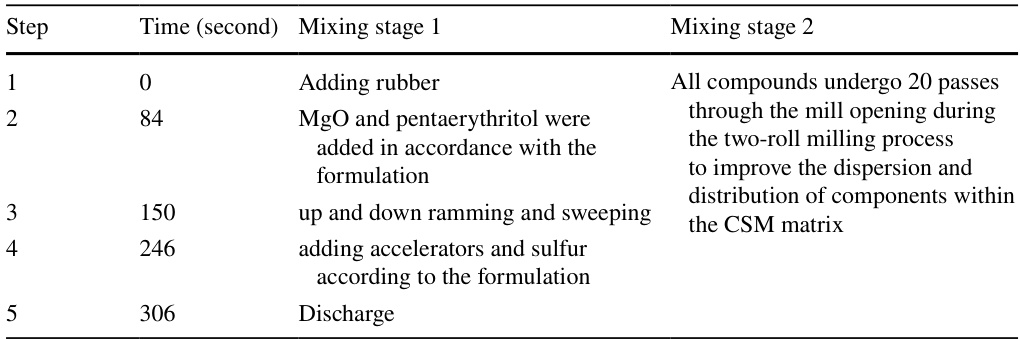 Step Time (second) Mixing stage 1 Mixing stage 2
1 0 Adding rubber All compounds undergo 20 passes
through the mill opening during
the two-roll milling process
to improve the dispersion and
distribution of components within
the CSM matrix
2 84 MgO and pentaerythritol were
added in accordance with the
formulation
3 150 up and down ramming and sweeping
4 246 adding accelerators and sulfur
according to the formulation
5 306 Discharge